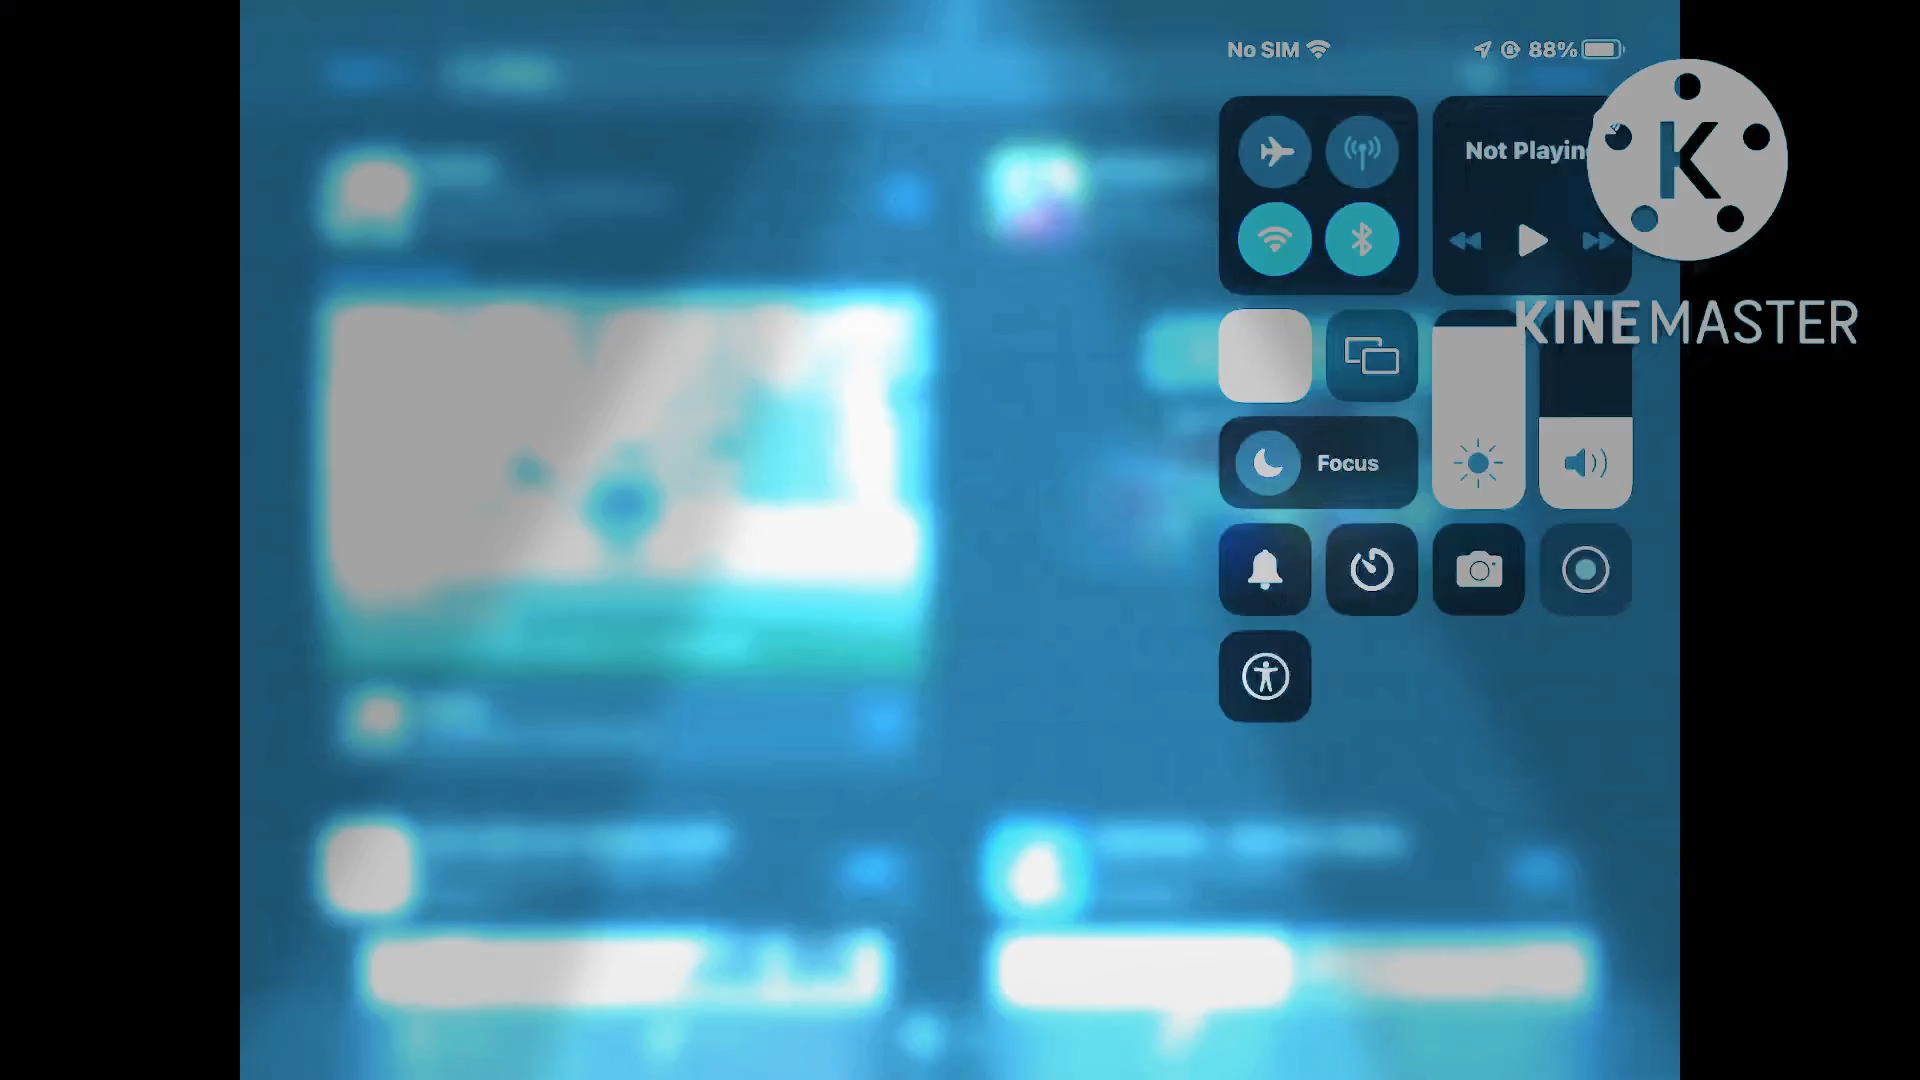 No SIM
88%
Not Playin
KINEMASTER
Focus